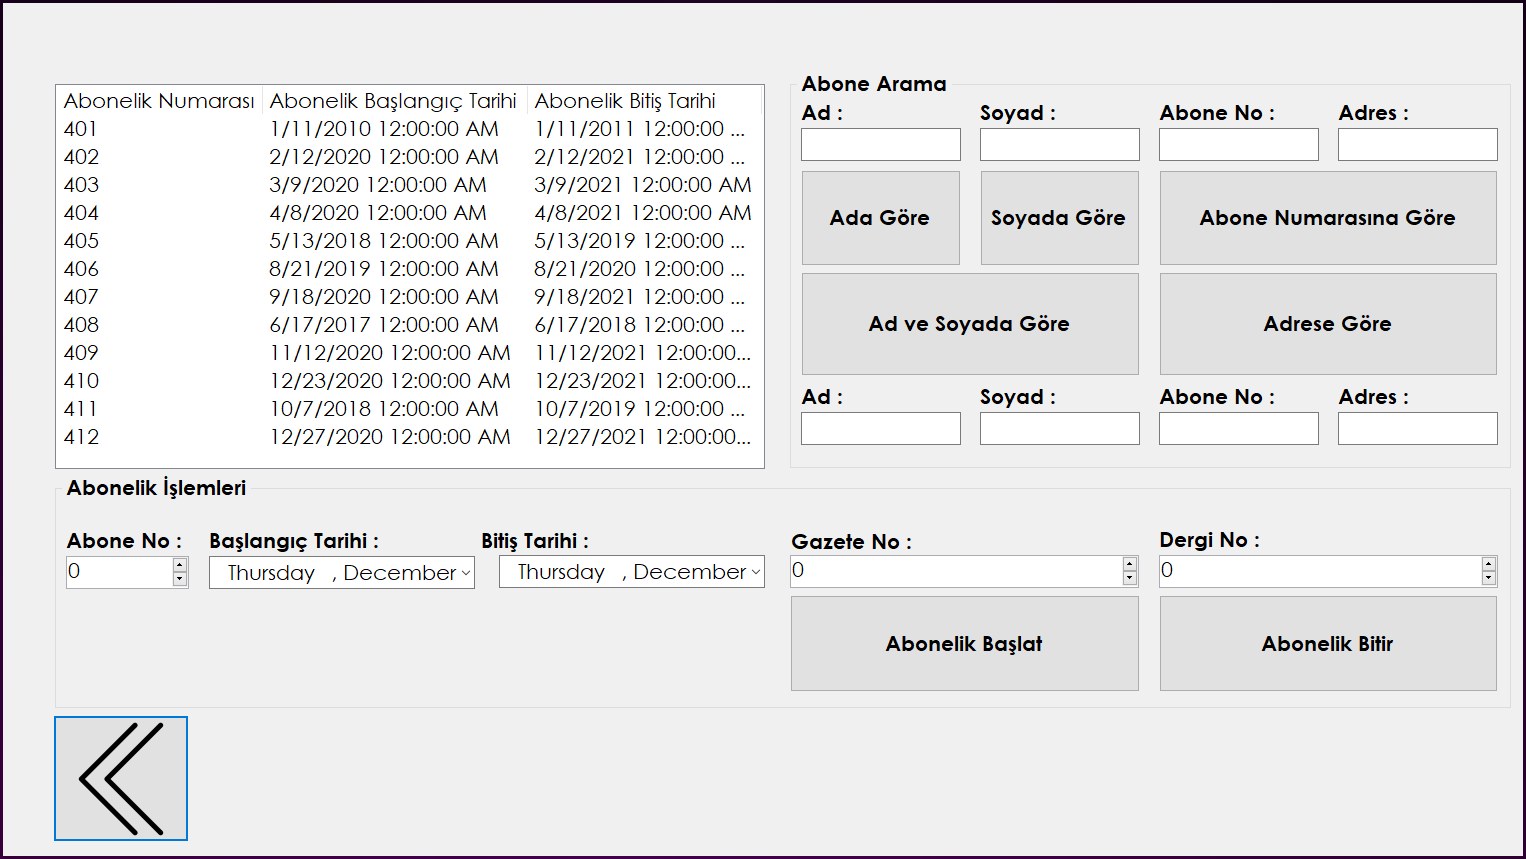 Abonelik Numarası Abonelik Başlangıç Tarihi Abonelik Bitiş Tarihi
401 1/11/2010 12:00:00 AM 1/11/2011 12:00:00 ...
402 2/12/2020 12:00:00 AM 2/12/2021 12:00:00 ...
403 3/9/2020 12:00:00 AM 3/9/2021 12:00:00 AM
404 4/8/2020 12:00:00 AM 4/8/2021 12:00:00 AM
405 5/13/2018 12:00:00 AM 5/13/2019 12:00:00 ...
406 8/21/2019 12:00:00 AM 8/21/2020 12:00:00 ...
407 9/18/2020 12:00:00 AM 9/18/2021 12:00:00 ...
408 6/17/2017 12:00:00 AM 6/17/2018 12:00:00 ...
409 11/12/2020 12:00:00 AM 11/12/2021 12:00:00...
410 12/23/2020 12:00:00 AM 12/23/2021 12:00:00...
411 10/7/2018 12:00:00 AM 10/7/2019 12:00:00 ...
412 12/27/2020 12:00:00 AM 12/27/2021 12:00:00...
Abone Arama
Ad : Soyad : Abone No : Adres :
Ada Göre Soyada Göre Abone Numarasına Göre
Ad ve Soyada Göre Adrese Göre
Ad : Soyad : Abone No : Adres :
Abonelik İşlemleri
Abone No : Başlangıç Tarihi : Bitiş Tarihi : Gazete No : Dergi No :
0 Thursday , December Thursday , December 0 0
Abonelik Başlat Abonelik Bitir